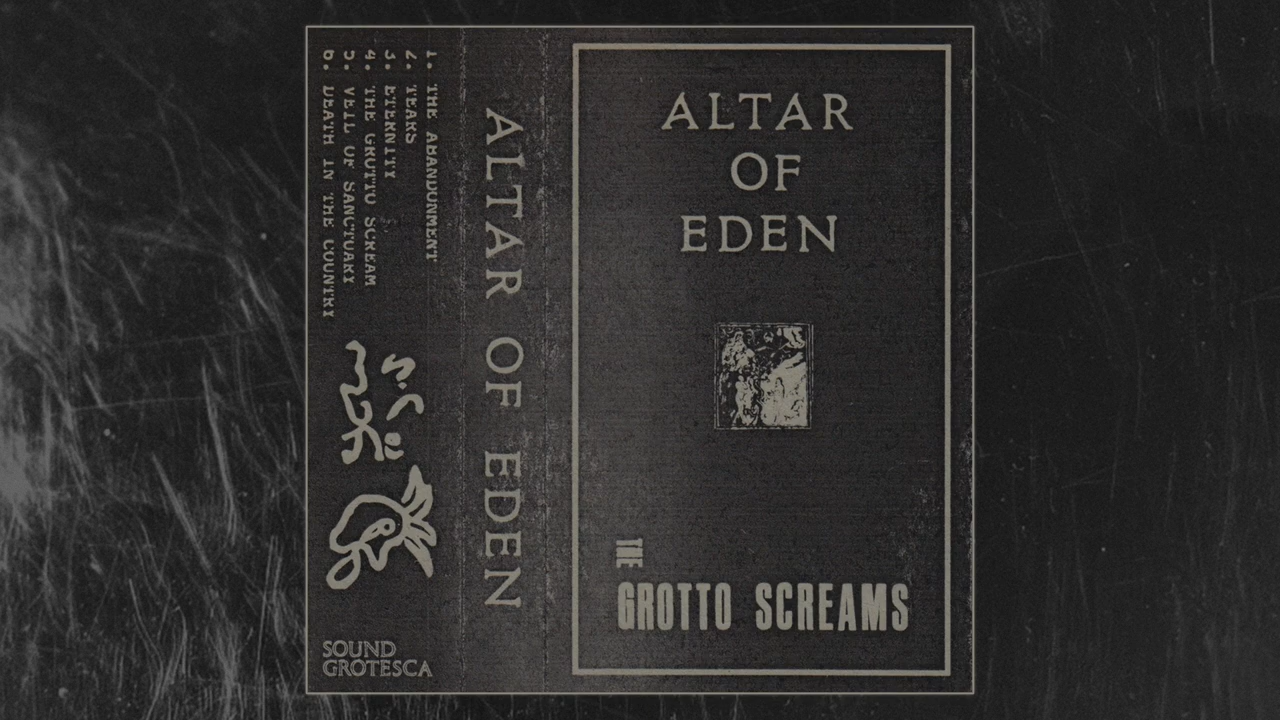 1. THE ABANDONMENT
2. TEARS
3. ETERNITY
4. THE GROTTO SCREAM
5. VEIL OF SANCTUARY
6. DEATH IN THE COUNTRY
SOUND
GROTESCA
ALTAR OF EDEN
ALTAR
OF
EDEN
THE
GROTTO SCREAMS